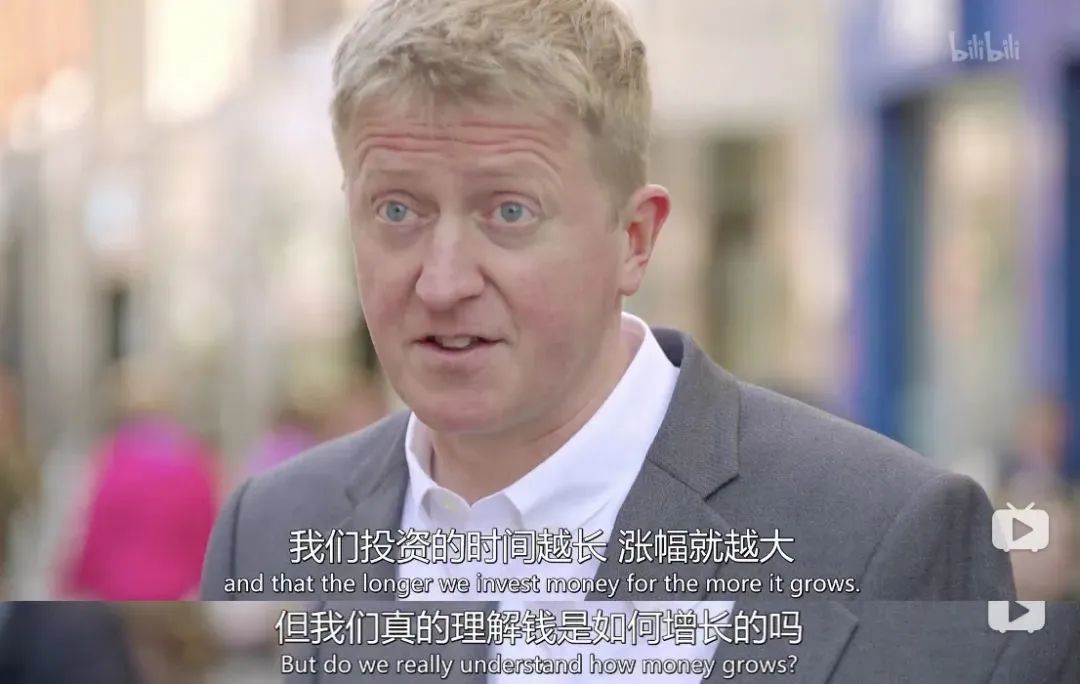 bilibili
我们投资的时间越长 涨幅就越大
and that the longer we invest money for the more it grows.
但我们真的理解钱是如何增长的吗
But do we really understand how money grows?